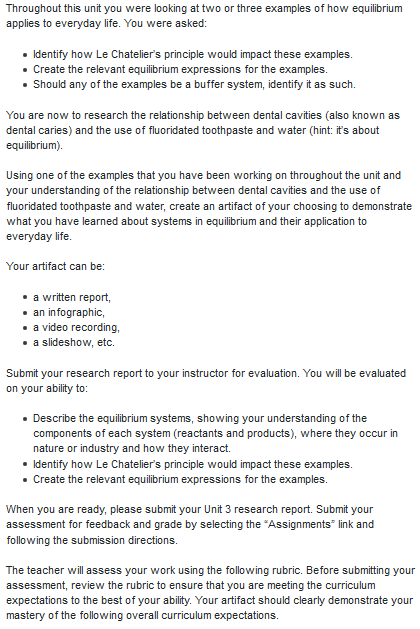 Throughout this unit you were looking at two or three examples of how equilibrium
applies to everyday life. You were asked:
• Identify how Le Chatelier's principle would impact these examples.
• Create the relevant equilibrium expressions for the examples.
• Should any of the examples be a buffer system, identify it as such.
You are now to research the relationship between dental cavities (also known as
dental caries) and the use of fluoridated toothpaste and water (hint: it's about
equilibrium).
Using one of the examples that you have been working on throughout the unit and
your understanding of the relationship between dental cavities and the use of
fluoridated toothpaste and water, create an artifact of your choosing to demonstrate
what you have learned about systems in equilibrium and their application to
everyday life.
Your artifact can be:
• a written report,
• an infographic,
• a video recording,
• a slideshow, etc.
Submit your research report to your instructor for evaluation. You will be evaluated
on your ability to:
• Describe the equilibrium systems, showing your understanding of the
components of each system (reactants and products), where they occur in
nature or industry and how they interact.
• Identify how Le Chatelier's principle would impact these examples.
• Create the relevant equilibrium expressions for the examples.
When you are ready, please submit your Unit 3 research report. Submit your
assessment for feedback and grade by selecting the “Assignments” link and
following the submission directions.
The teacher will assess your work using the following rubric. Before submitting your
assessment, review the rubric to ensure that you are meeting the curriculum
expectations to the best of your ability. Your artifact should clearly demonstrate your
mastery of the following overall curriculum expectations.